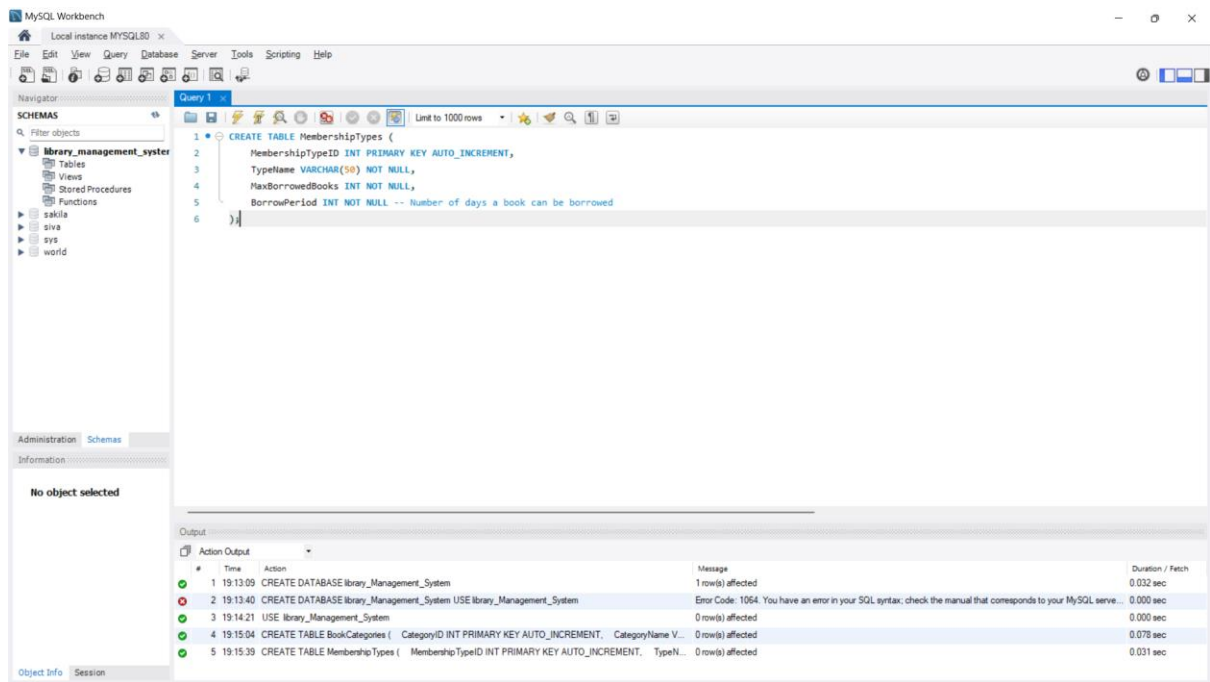 MySQL Workbench
Local instance MYSQL80 ×
File Edit View Query Database Server Tools Scripting Help
Navigator
Query 1 ×
SCHEMAS
Limit to 1000 rows
Filter objects
library_management_syster
Tables
Views
Stored Procedures
Functions
sakila
siva
sys
world
1 CREATE TABLE MembershipTypes (
2 MembershipTypeID INT PRIMARY KEY AUTO_INCREMENT,
3 TypeName VARCHAR(50) NOT NULL,
4 MaxBorrowedBooks INT NOT NULL,
5 BorrowPeriod INT NOT NULL -- Number of days a book can be borrowed
6 );
Administration Schemas
Information
No object selected
Output
Action Output
# Time Action Message Duration / Fetch
1 19:13:09 CREATE DATABASE library_Management_System 1 row(s) affected 0.032 sec
2 19:13:40 CREATE DATABASE library_Management_System USE library_Management_System Error Code: 1064. You have an error in your SQL syntax; check the manual that corresponds to your MySQL serve... 0.000 sec
3 19:14:21 USE library_Management_System 0 row(s) affected 0.000 sec
4 19:15:04 CREATE TABLE BookCategories ( CategoryID INT PRIMARY KEY AUTO_INCREMENT, CategoryName V... 0 row(s) affected 0.078 sec
5 19:15:39 CREATE TABLE MembershipTypes ( MembershipTypeID INT PRIMARY KEY AUTO_INCREMENT, TypeN... 0 row(s) affected 0.031 sec
Object Info Session